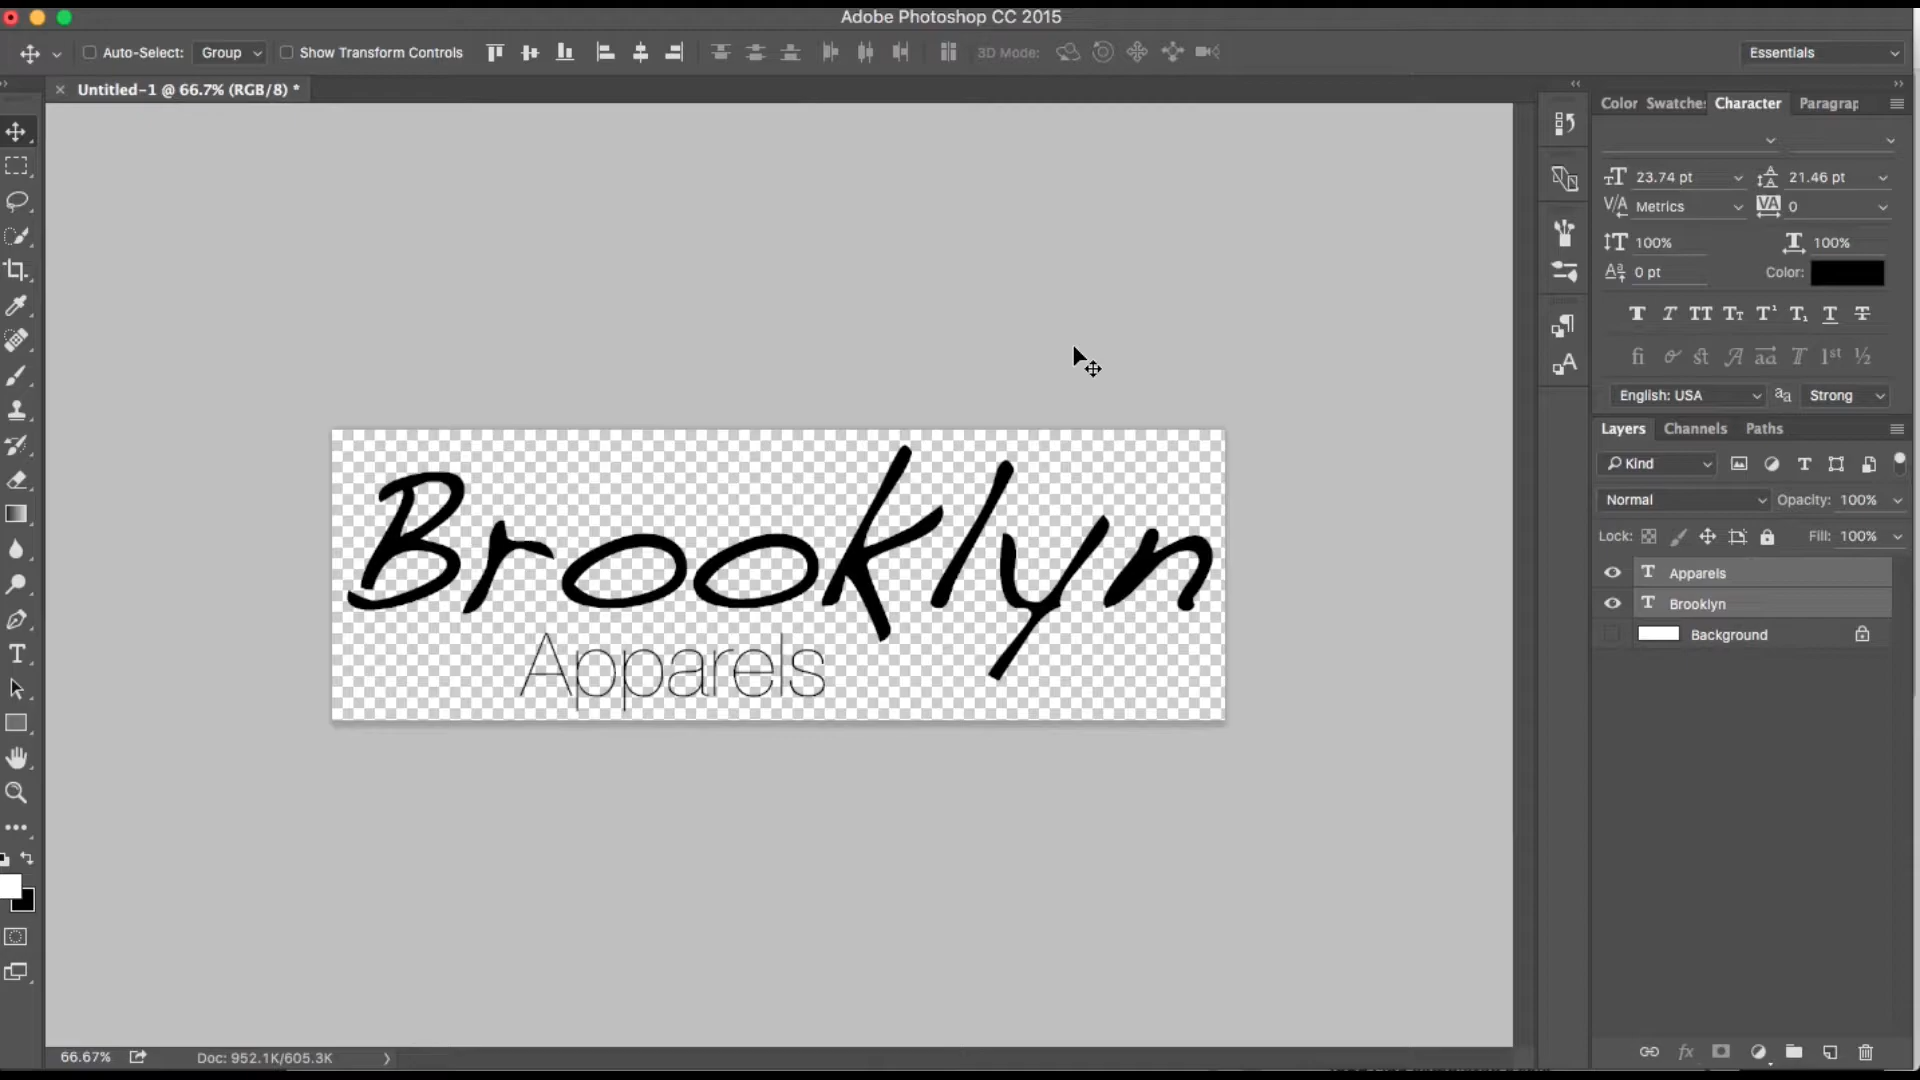 Adobe Photoshop CC 2015
Auto-Select: Group Show Transform Controls 3D Mode: Essentials
Untitled-1 @ 66.7% (RGB/8) *
Color Swatche: Character Paragrap
23.74 pt 21.46 pt
Metrics 0
100% 100%
0 pt Color:
English: USA Strong
Layers Channels Paths
Kind
Normal Opacity: 100%
Lock: Fill: 100%
Apparels
Brooklyn
Background
Brooklyn
Apparels
66.67% Doc: 952.1K/605.3K